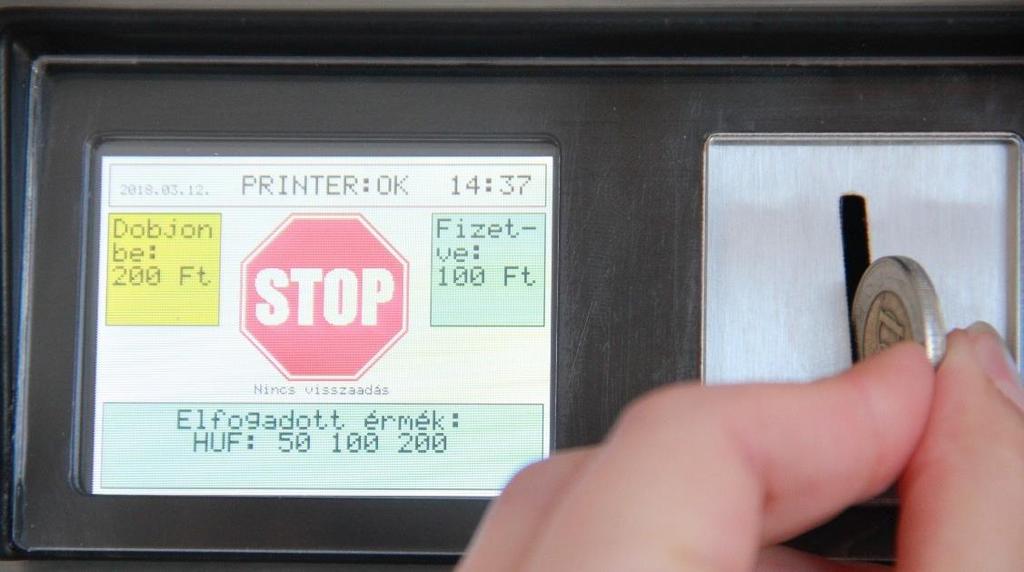 2018.03.12. PRINTER:OK 14:37
Dobjon
be:
200 Ft
STOP
Fizet-
ve:
100 Ft
Nincs visszaadás
Elfogadott érmék:
HUF: 50 100 200